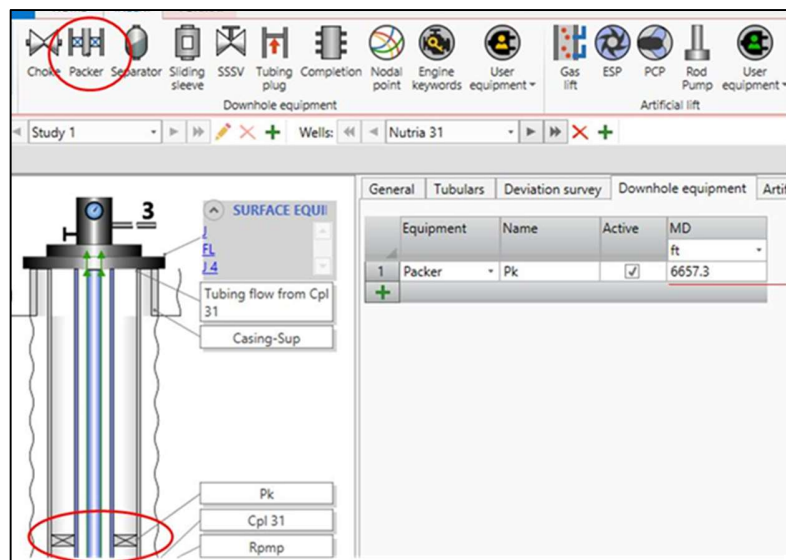 Choke
Packer
Separator
Sliding
sleeve
SSSV
Tubing
plug
Completion
Nodal
point
Engine
keywords
User
equipment
Gas
lift
ESP
PCP
Rod
Pump
User
equipment
Downhole equipment
Artificial lift
Study 1
Wells:
Nutria 31
General
Tubulars
Deviation survey
Downhole equipment
Artif
Equipment
Name
Active
MD
ft
1
Packer
Pk
6657.3
3
SURFACE EQUI
J
FL
J 4
Tubing flow from Cpl
31
Casing-Sup
Pk
Cpl 31
Rpmp